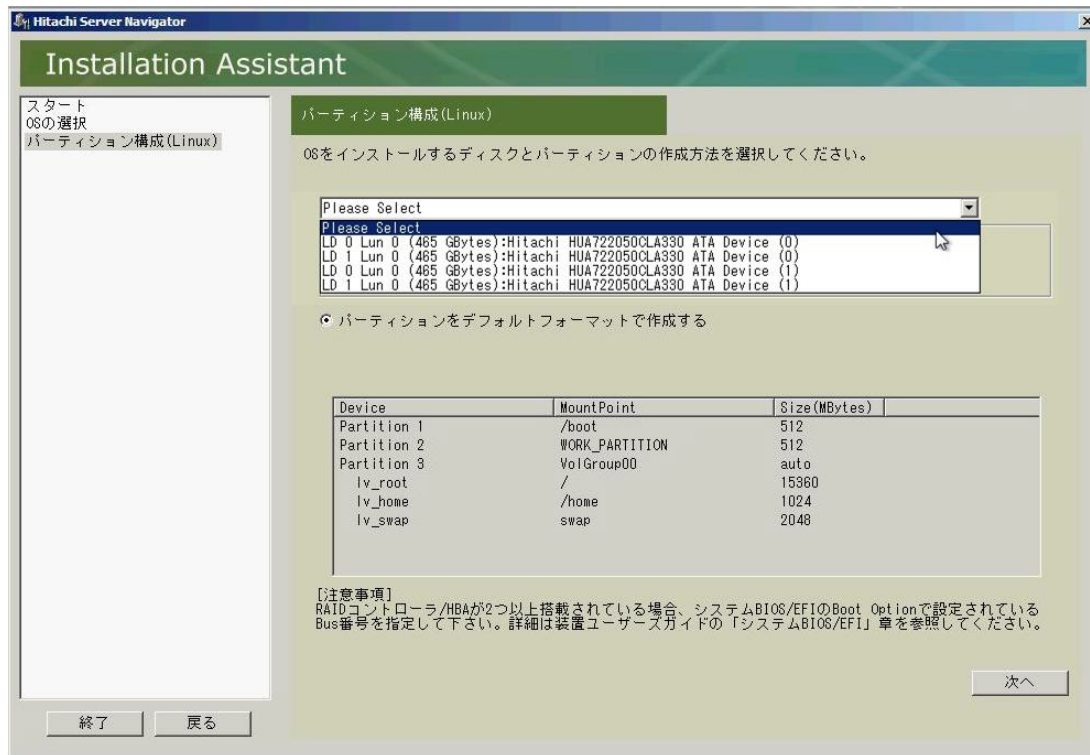 Hitachi Server Navigator
Installation Assistant
スタート
OSの選択
パーティション構成(Linux)
パーティション構成(Linux)
OSをインストールするディスクとパーティションの作成方法を選択してください。
Please Select
Please Select
LD 0 Lun 0 (465 GBytes):Hitachi HUA722050CLA330 ATA Device (0)
LD 1 Lun 0 (465 GBytes):Hitachi HUA722050CLA330 ATA Device (0)
LD 0 Lun 0 (465 GBytes):Hitachi HUA722050CLA330 ATA Device (1)
LD 1 Lun 0 (465 GBytes):Hitachi HUA722050CLA330 ATA Device (1)
パーティションをデフォルトフォーマットで作成する
Device MountPoint Size(MBytes)
Partition 1 /boot 512
Partition 2 WORK_PARTITION 512
Partition 3 VolGroup00 auto
lv_root / 15360
lv_home /home 1024
lv_swap swap 2048
[注意事項]
RAIDコントローラ/HBAが2つ以上搭載されている場合、システムBIOS/EFIのBoot Optionで設定されている
Bus番号を指定して下さい。詳細は装置ユーザーズガイドの「システムBIOS/EFI」章を参照してください。
次へ
終了 戻る